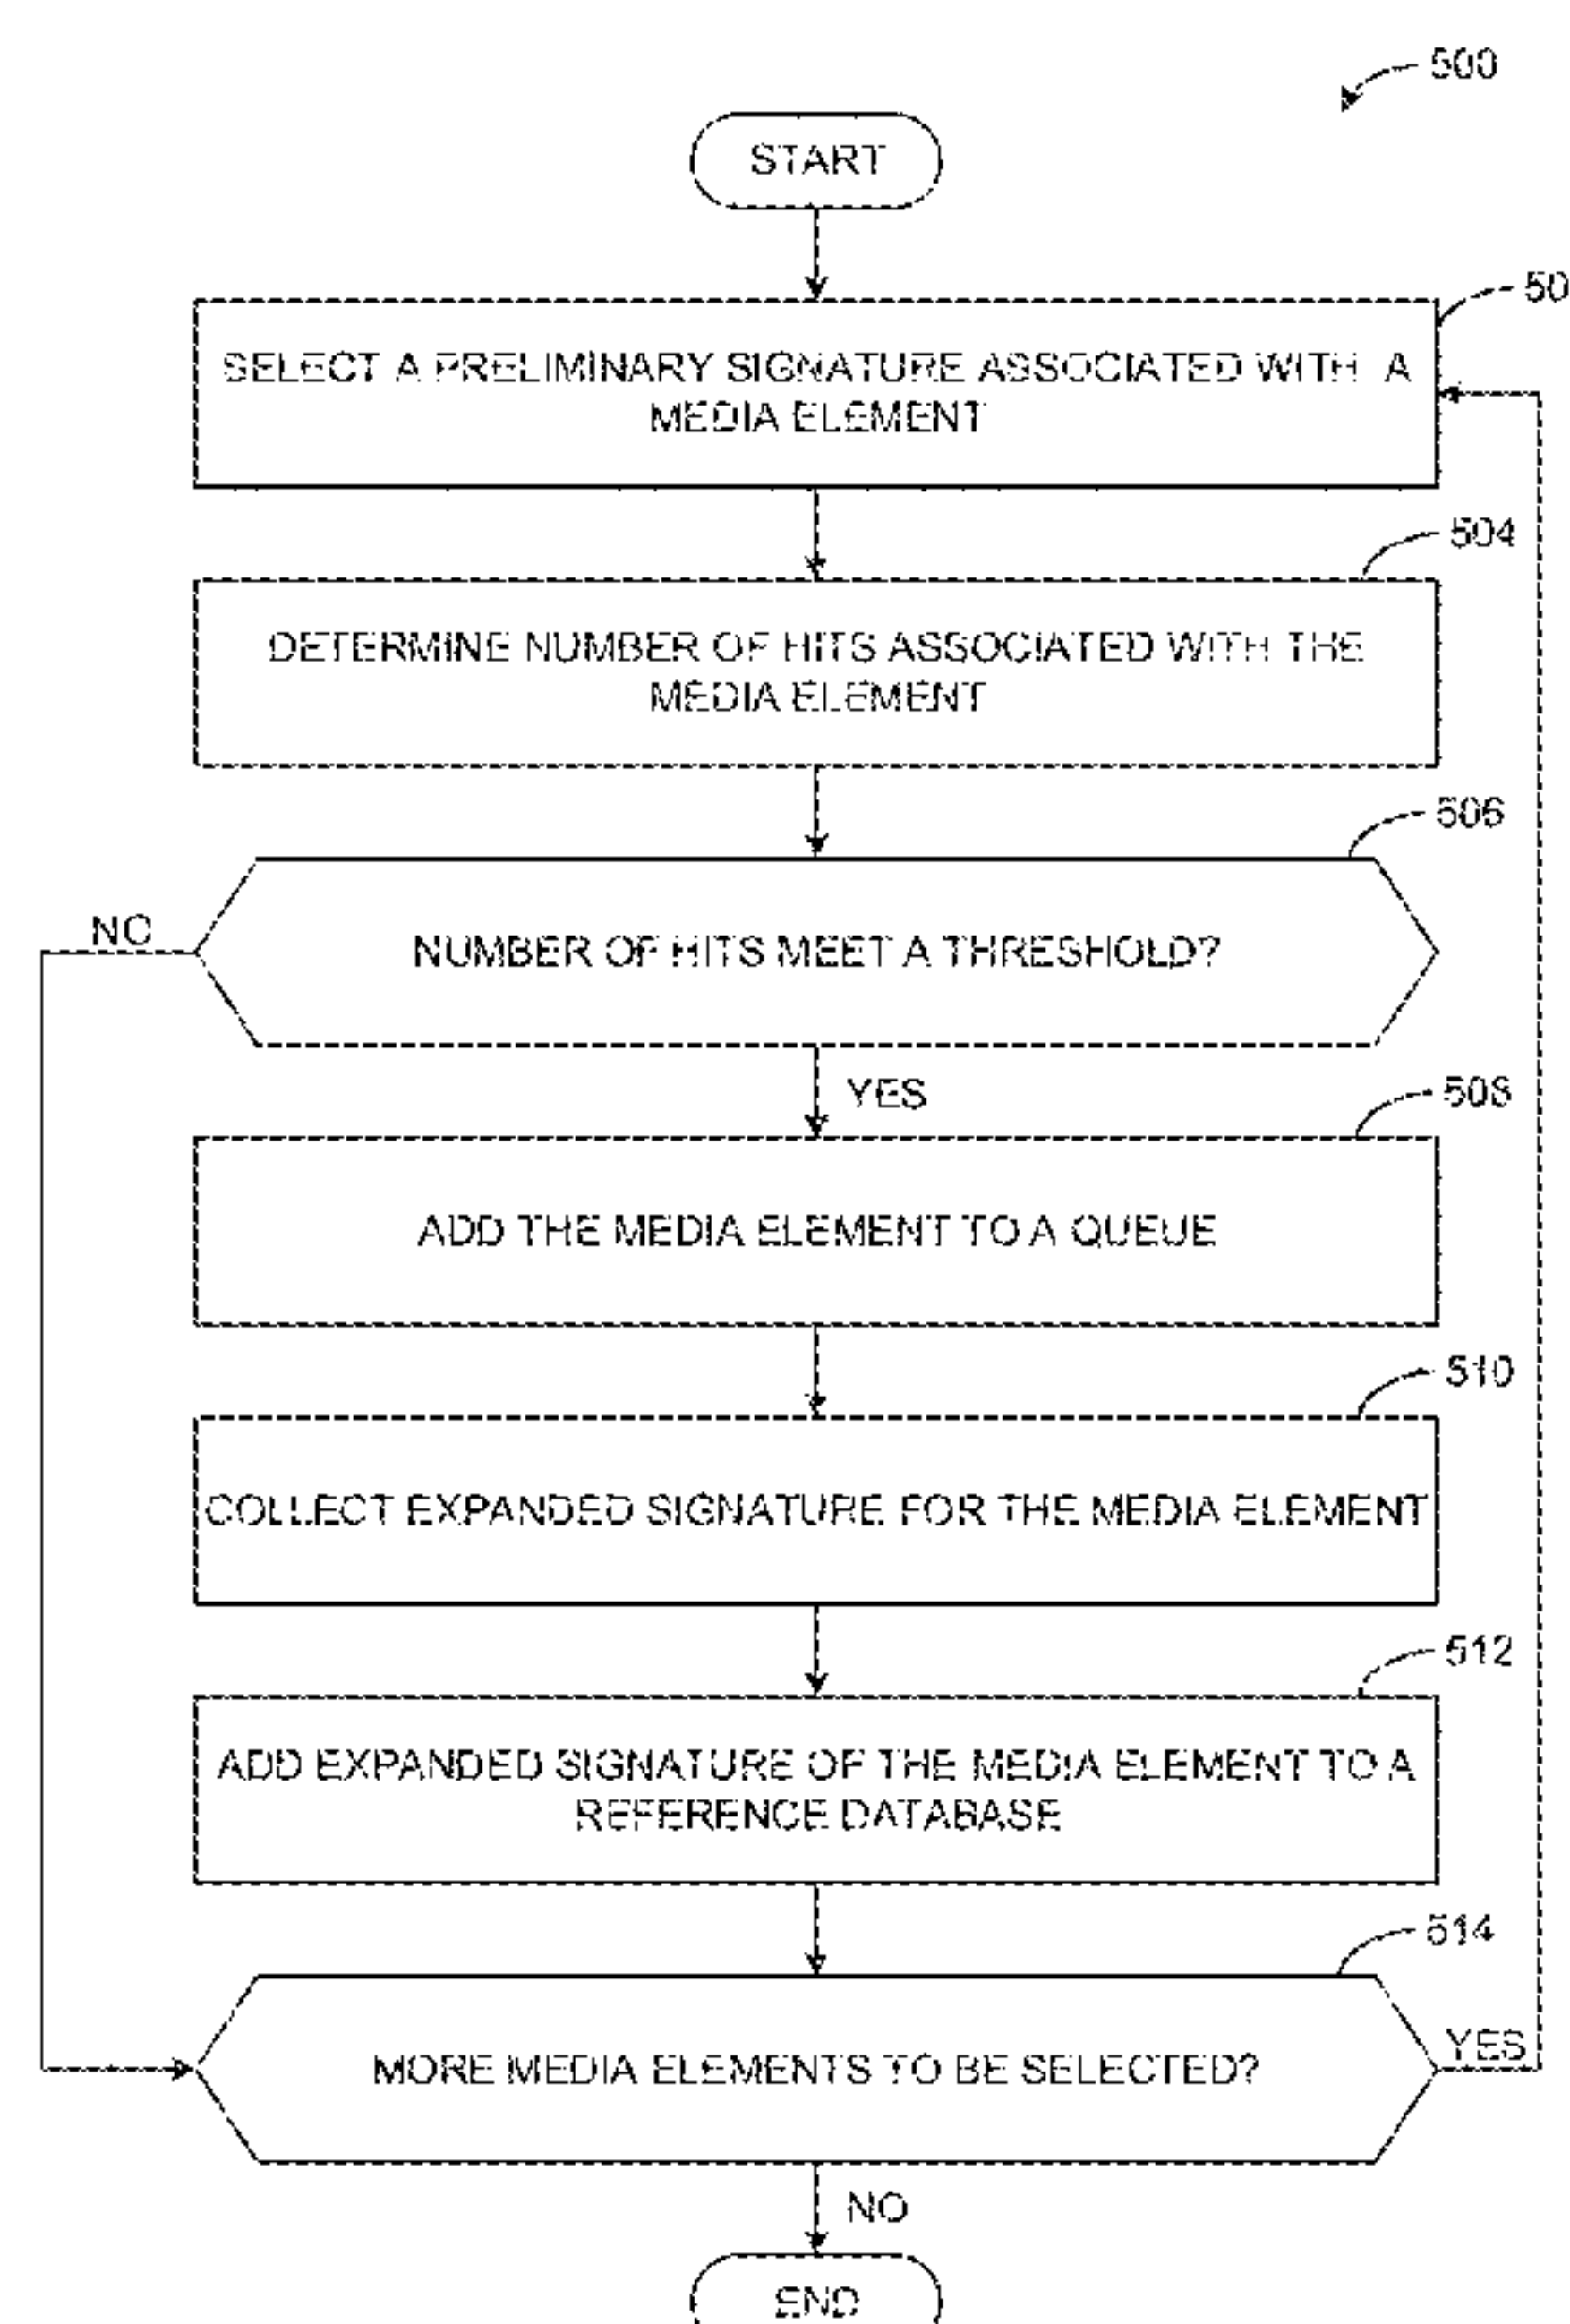 500
START
50
SELECT A PRELIMINARY SIGNATURE ASSOCIATED WITH A
MEDIA ELEMENT
504
DETERMINE NUMBER OF HITS ASSOCIATED WITH THE
MEDIA ELEMENT
506
NO
NUMBER OF HITS MEET A THRESHOLD?
YES
508
ADD THE MEDIA ELEMENT TO A QUEUE
510
COLLECT EXPANDED SIGNATURE FOR THE MEDIA ELEMENT
512
ADD EXPANDED SIGNATURE OF THE MEDIA ELEMENT TO A
REFERENCE DATABASE
514
MORE MEDIA ELEMENTS TO BE SELECTED?
YES
NO
END